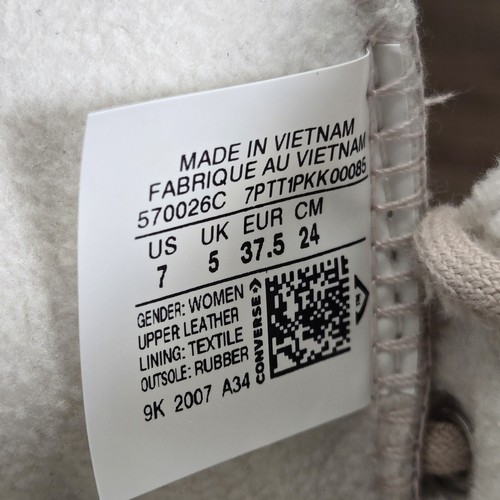 MADE IN VIETNAM
FABRIQUE AU VIETNAM
570026C 7PTT1PKK00085
US UK EUR CM
7 5 37.5 24
GENDER: WOMEN
UPPER LEATHER
LINING: TEXTILE
OUTSOLE: RUBBER
CONVERSE
9K 2007 A34